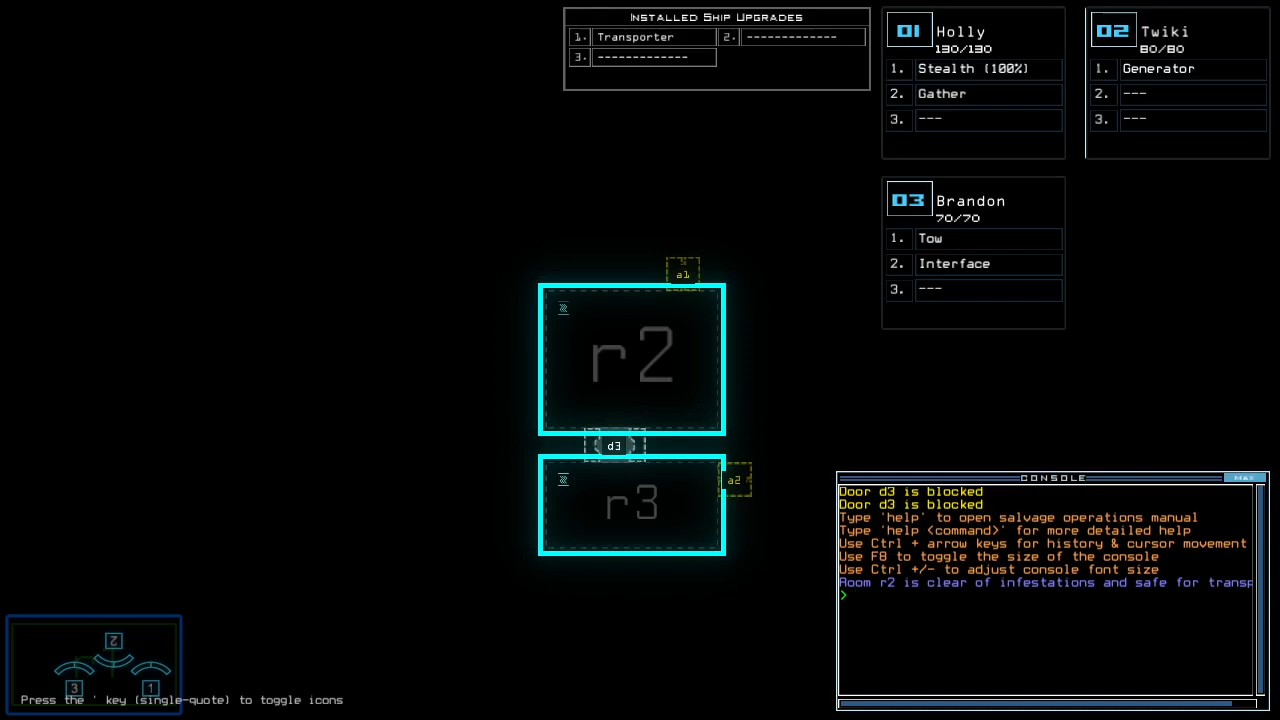 Installed Ship Upgrades
1. Transporter 2. -------------
3. -------------
01 Holly
130/130
1. Stealth (100%)
2. Gather
3. ---
02 Twiki
80/80
1. Generator
2. ---
3. ---
03 Brandon
70/70
1. Tow
2. Interface
3. ---
a1
r2
d3
r3
a2
CONSOLE
MAX
Door d3 is blocked
Door d3 is blocked
Type 'help' to open salvage operations manual
Type 'help <command>' for more detailed help
Use Ctrl + arrow keys for history & cursor movement
Use F8 to toggle the size of the console
Use Ctrl +/- to adjust console font size
Room r2 is clear of infestations and safe for transp
>
2
3
1
Press the ' key (single-quote) to toggle icons